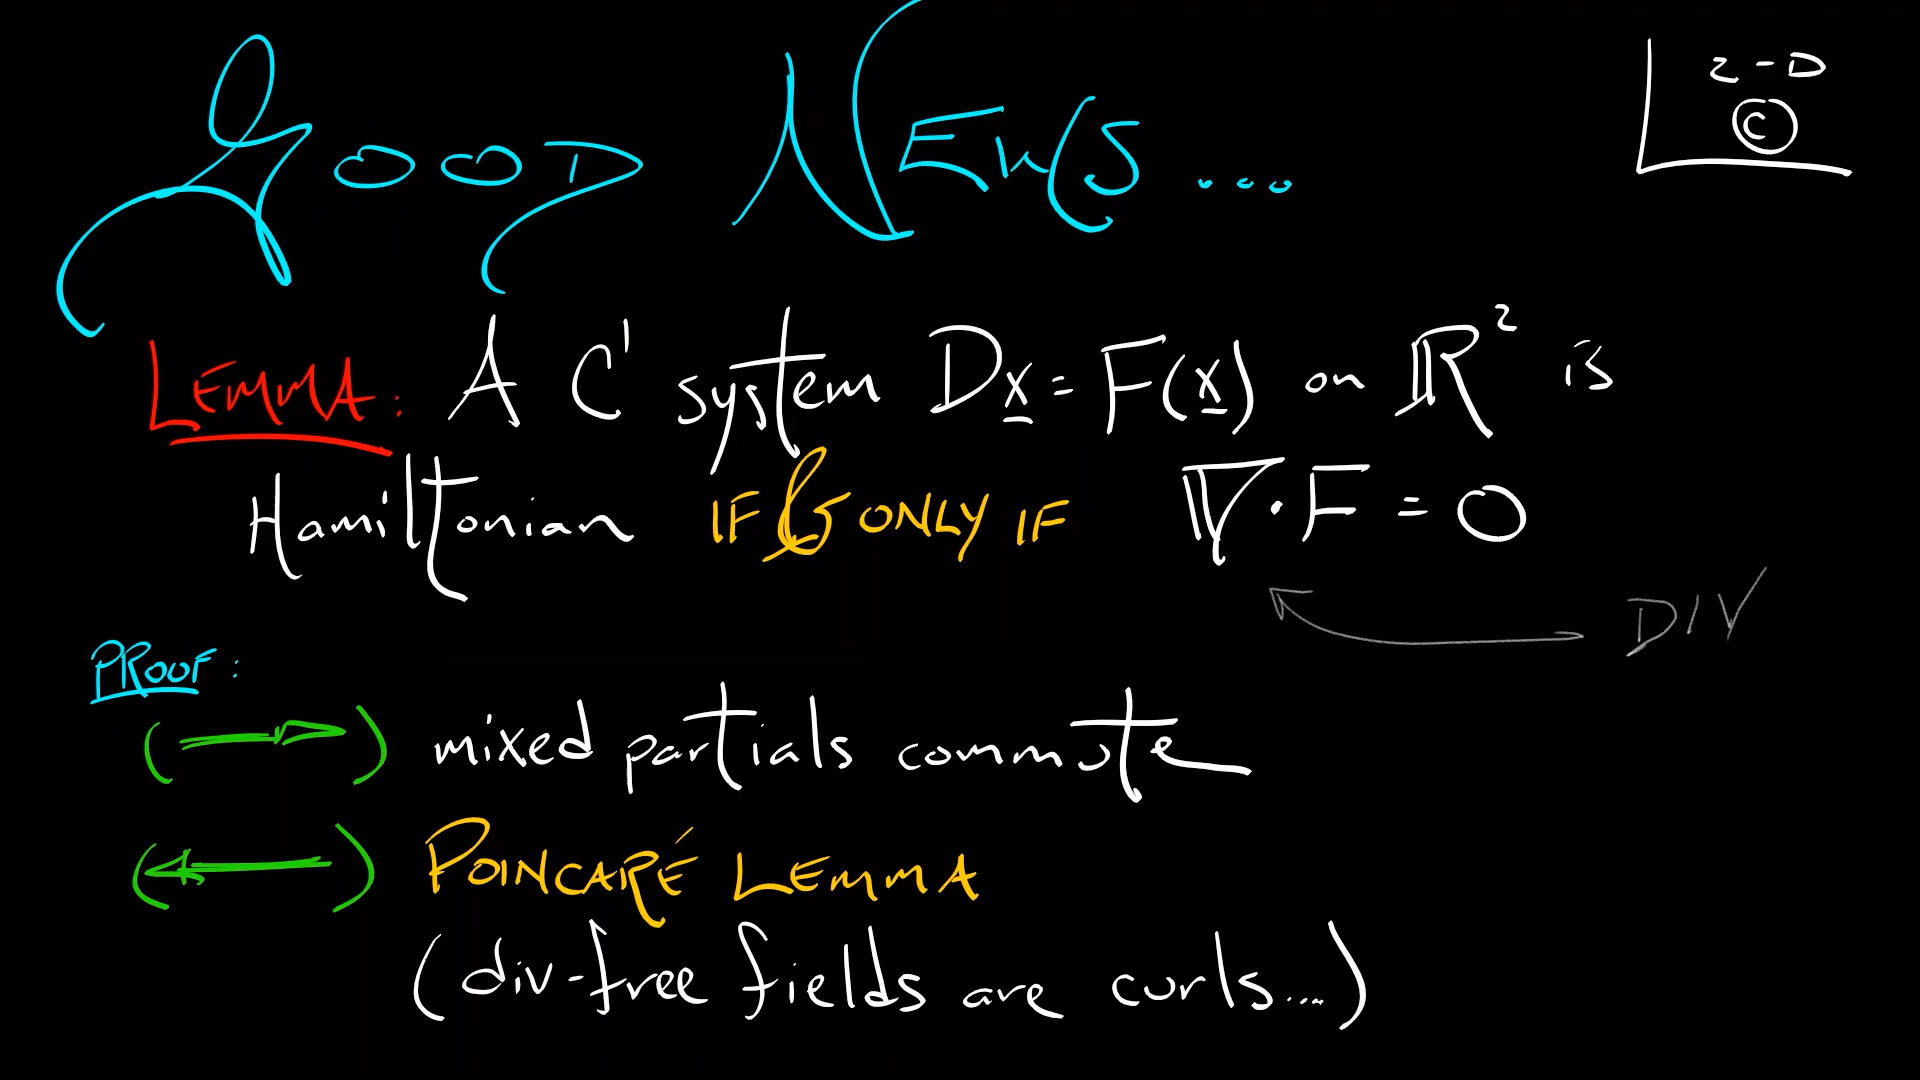 GOOD NEWS...
2-D
©
LEMMA: A C¹ system Dx = F(x) on ℝ² is
Hamiltonian IF & ONLY IF ∇·F = 0
DIV
PROOF:
(⇒) mixed partials commute
(⇐) POINCARÉ LEMMA
(div-free fields are curls...)